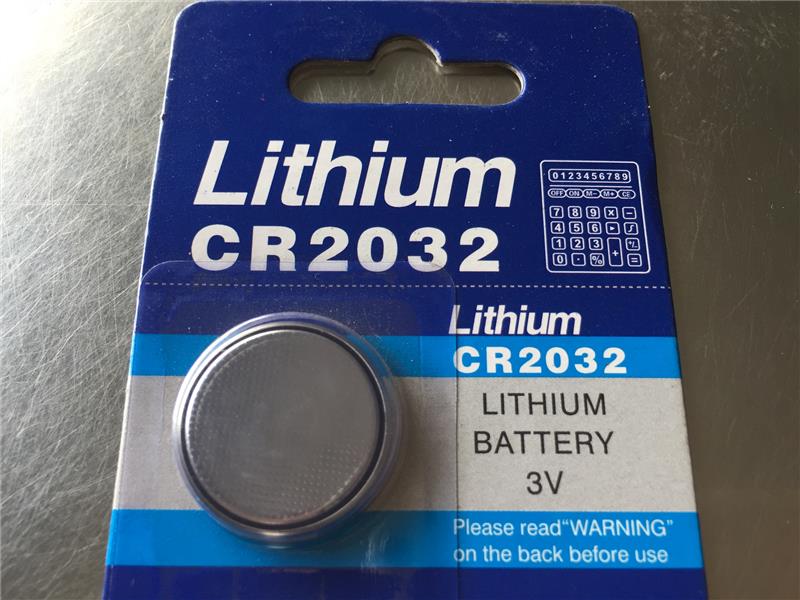 Lithium
CR2032
0123456789
OFF ON M- M+ CE
7 8 9 X -
4 5 6
1 2 3 +
0 . % =
Lithium
CR2032
LITHIUM
BATTERY
3V
Please read"WARNING"
on the back before use